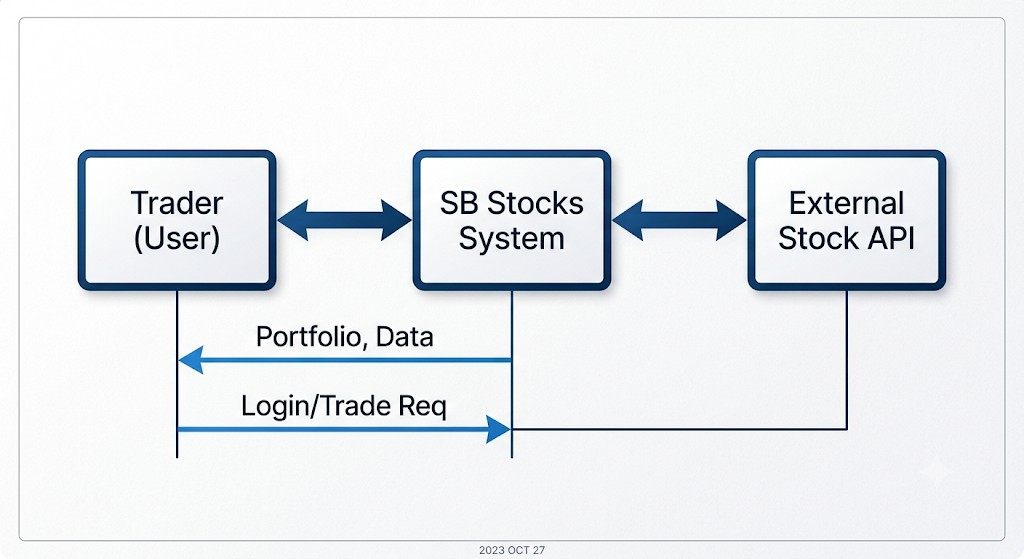 Trader
(User)
SB Stocks
System
External
Stock API
Portfolio, Data
Login/Trade Req
2023 OCT 27